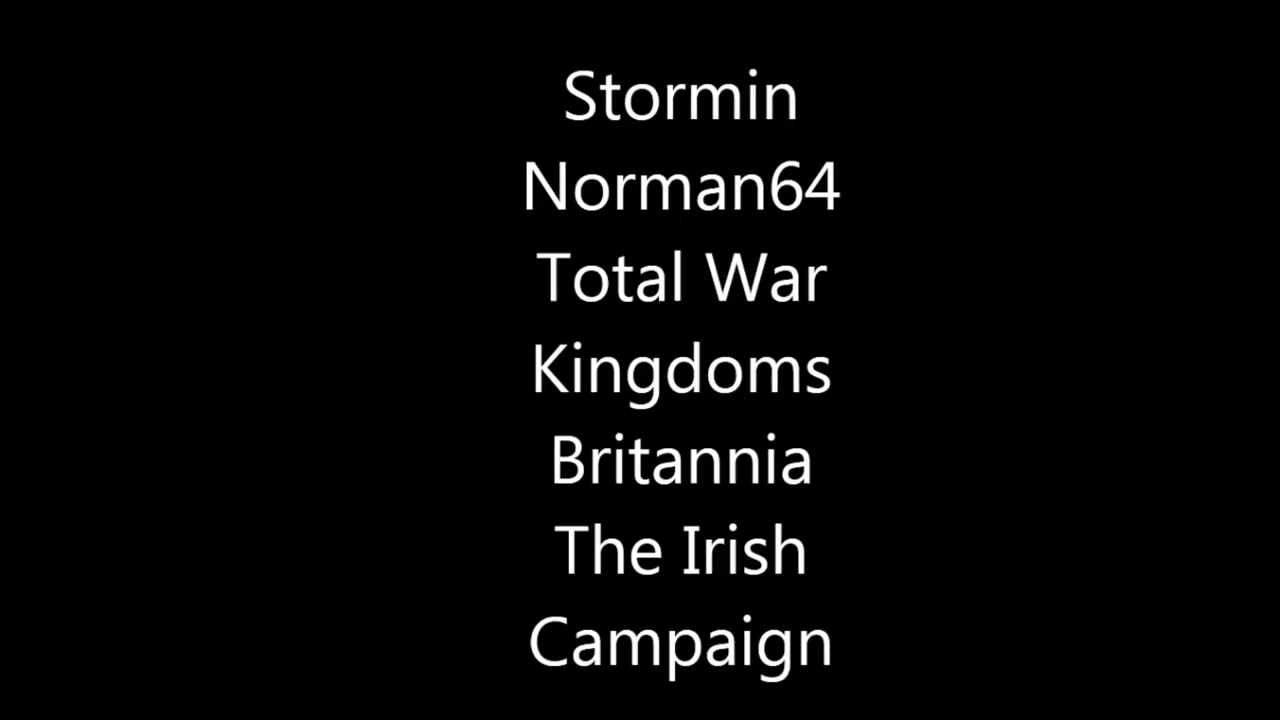 Stormin
Norman64
Total War
Kingdoms
Britannia
The Irish
Campaign